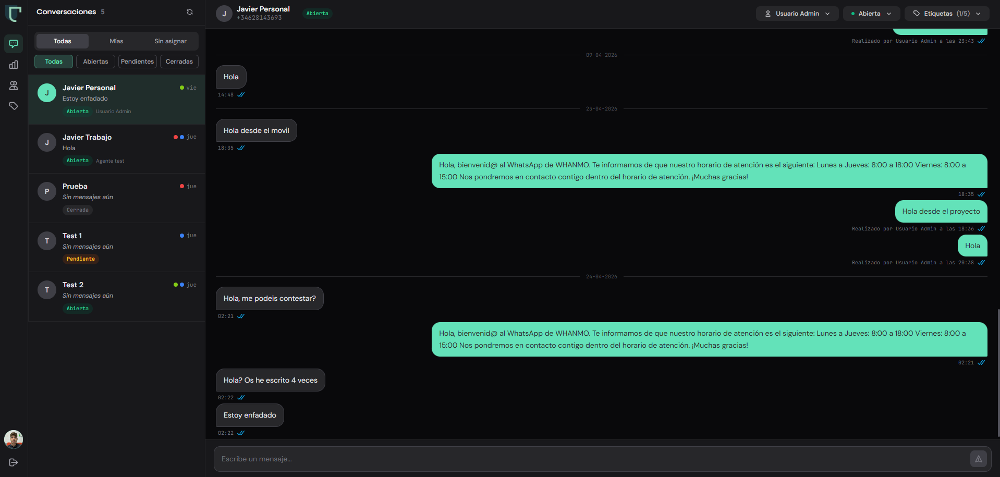 Conversaciones 5
Todas Mías Sin asignar
Todas Abiertas Pendientes Cerradas
J Javier Personal vie
Estoy enfadado
Abierta Usuario Admin
J Javier Trabajo jue
Hola
Abierta Agente test
P Prueba jue
Sin mensajes aún
Cerrada
T Test 1 jue
Sin mensajes aún
Pendiente
T Test 2 jue
Sin mensajes aún
Abierta
J Javier Personal Abierta
+34628143693
Usuario Admin Abierta Etiquetas (1/5)
Realizado por Usuario Admin a las 23:43
09-04-2026
Hola
14:48
23-04-2026
Hola desde el movil
18:35
Hola, bienvenid@ al WhatsApp de WHANMO. Te informamos de que nuestro horario de atención es el siguiente: Lunes a Jueves: 8:00 a 18:00 Viernes: 8:00 a
15:00 Nos pondremos en contacto contigo dentro del horario de atención. ¡Muchas gracias!
18:35
Hola desde el proyecto
Realizado por Usuario Admin a las 18:36
Hola
Realizado por Usuario Admin a las 20:38
24-04-2026
Hola, me podeis contestar?
02:21
Hola, bienvenid@ al WhatsApp de WHANMO. Te informamos de que nuestro horario de atención es el siguiente: Lunes a Jueves: 8:00 a 18:00 Viernes: 8:00 a
15:00 Nos pondremos en contacto contigo dentro del horario de atención. ¡Muchas gracias!
02:21
Hola? Os he escrito 4 veces
02:22
Estoy enfadado
02:22
Escribe un mensaje...